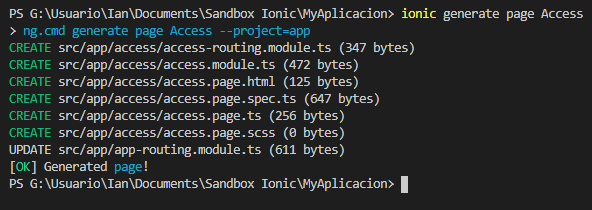 PS G:\Usuario\Ian\Documents\Sandbox Ionic\MyAplicacion> ionic generate page Access
> ng.cmd generate page Access --project=app
CREATE src/app/access/access-routing.module.ts (347 bytes)
CREATE src/app/access/access.module.ts (472 bytes)
CREATE src/app/access/access.page.html (125 bytes)
CREATE src/app/access/access.page.spec.ts (647 bytes)
CREATE src/app/access/access.page.ts (256 bytes)
CREATE src/app/access/access.page.scss (0 bytes)
UPDATE src/app/app-routing.module.ts (611 bytes)
[OK] Generated page!
PS G:\Usuario\Ian\Documents\Sandbox Ionic\MyAplicacion>